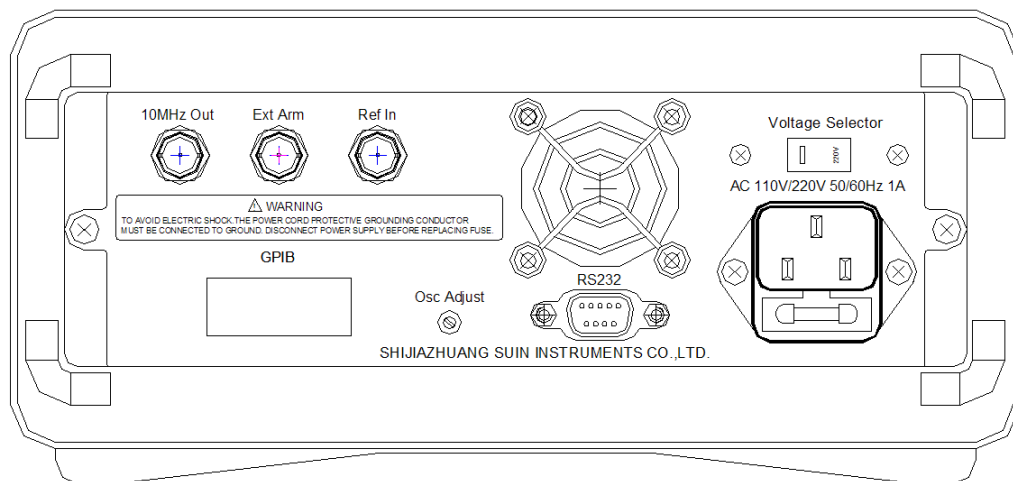 10MHz Out
Ext Arm
Ref In
Voltage Selector
220V
AC 110V/220V 50/60Hz 1A
WARNING
TO AVOID ELECTRIC SHOCK.THE POWER CORD PROTECTIVE GROUNDING CONDUCTOR
MUST BE CONNECTED TO GROUND. DISCONNECT POWER SUPPLY BEFORE REPLACING FUSE.
GPIB
Osc Adjust
RS232
SHIJIAZHUANG SUIN INSTRUMENTS CO.,LTD.